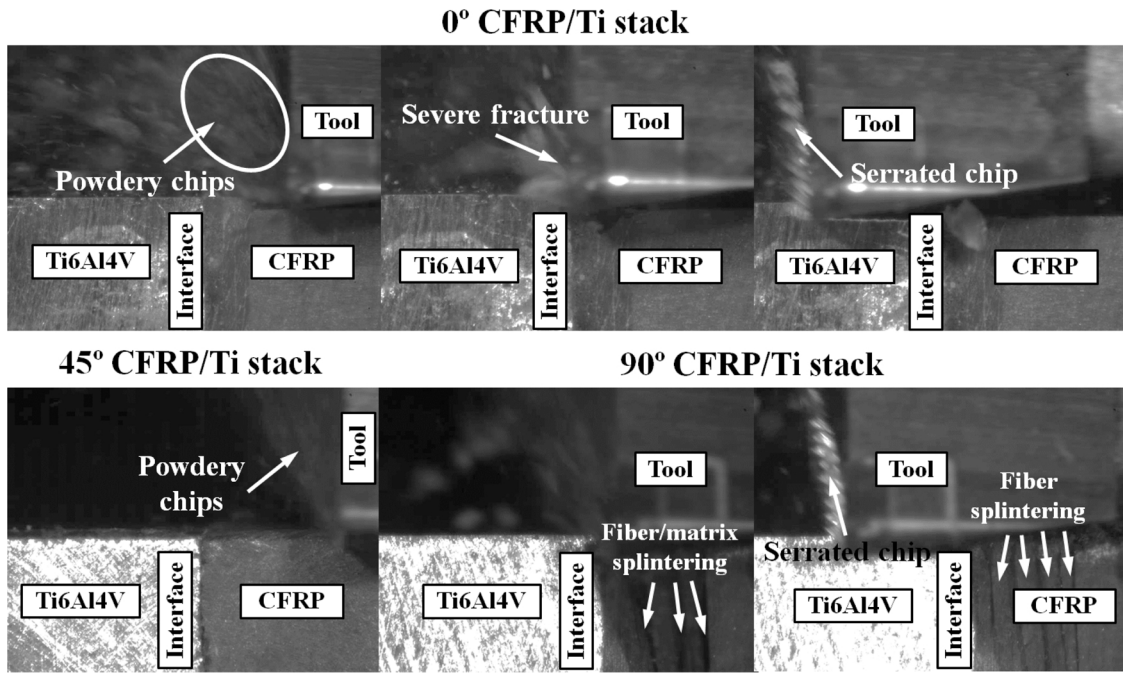 0º CFRP/Ti stack
Tool
Powdery chips
Ti6Al4V
Interface
CFRP
Severe fracture
Tool
Ti6Al4V
Interface
CFRP
Tool
Serrated chip
Ti6Al4V
Interface
CFRP
45º CFRP/Ti stack
90º CFRP/Ti stack
Tool
Powdery
chips
Ti6Al4V
Interface
CFRP
Tool
Fiber/matrix
splintering
Ti6Al4V
Interface
Tool
Fiber
splintering
Serrated chip
Ti6Al4V
Interface
CFRP